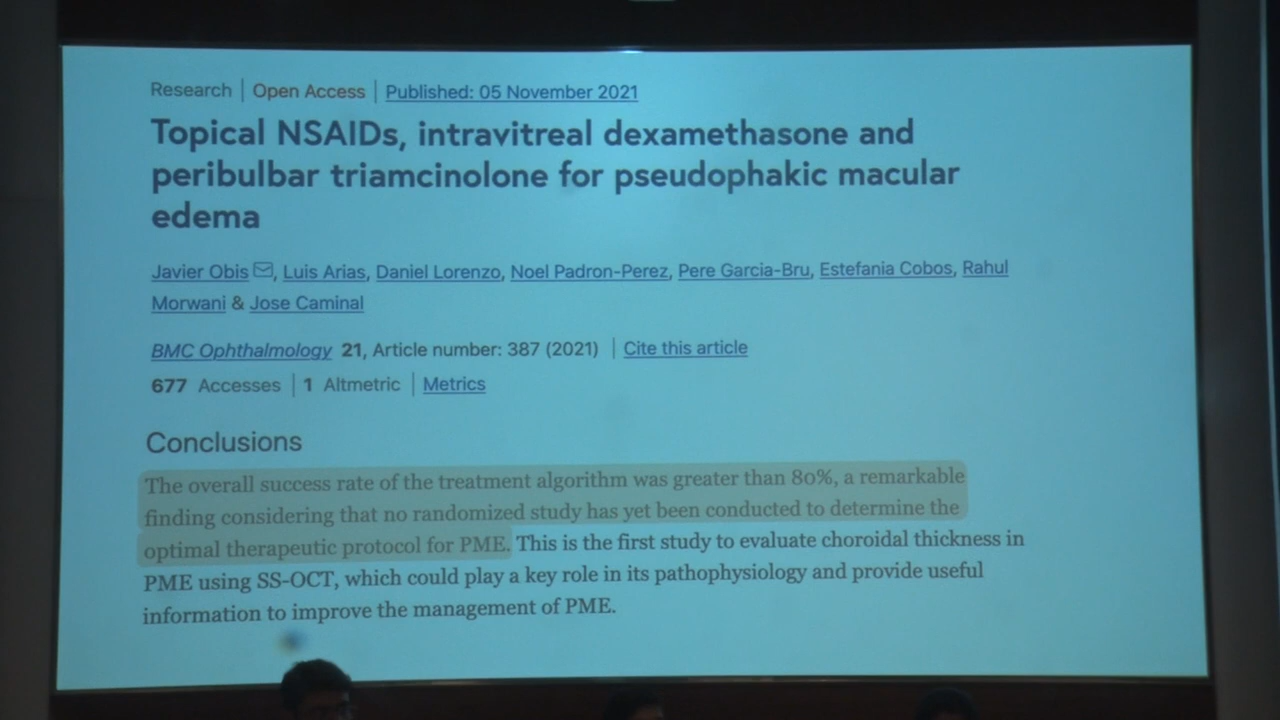 Research | Open Access | Published: 05 November 2021
Topical NSAIDs, intravitreal dexamethasone and
peribulbar triamcinolone for pseudophakic macular
edema
Javier Obis, Luis Arias, Daniel Lorenzo, Noel Padron-Perez, Pere Garcia-Bru, Estefania Cobos, Rahul
Morwani & Jose Caminal
BMC Ophthalmology 21, Article number: 387 (2021) | Cite this article
677 Accesses | 1 Altmetric | Metrics
Conclusions
The overall success rate of the treatment algorithm was greater than 80%, a remarkable
finding considering that no randomized study has yet been conducted to determine the
optimal therapeutic protocol for PME. This is the first study to evaluate choroidal thickness in
PME using SS-OCT, which could play a key role in its pathophysiology and provide useful
information to improve the management of PME.